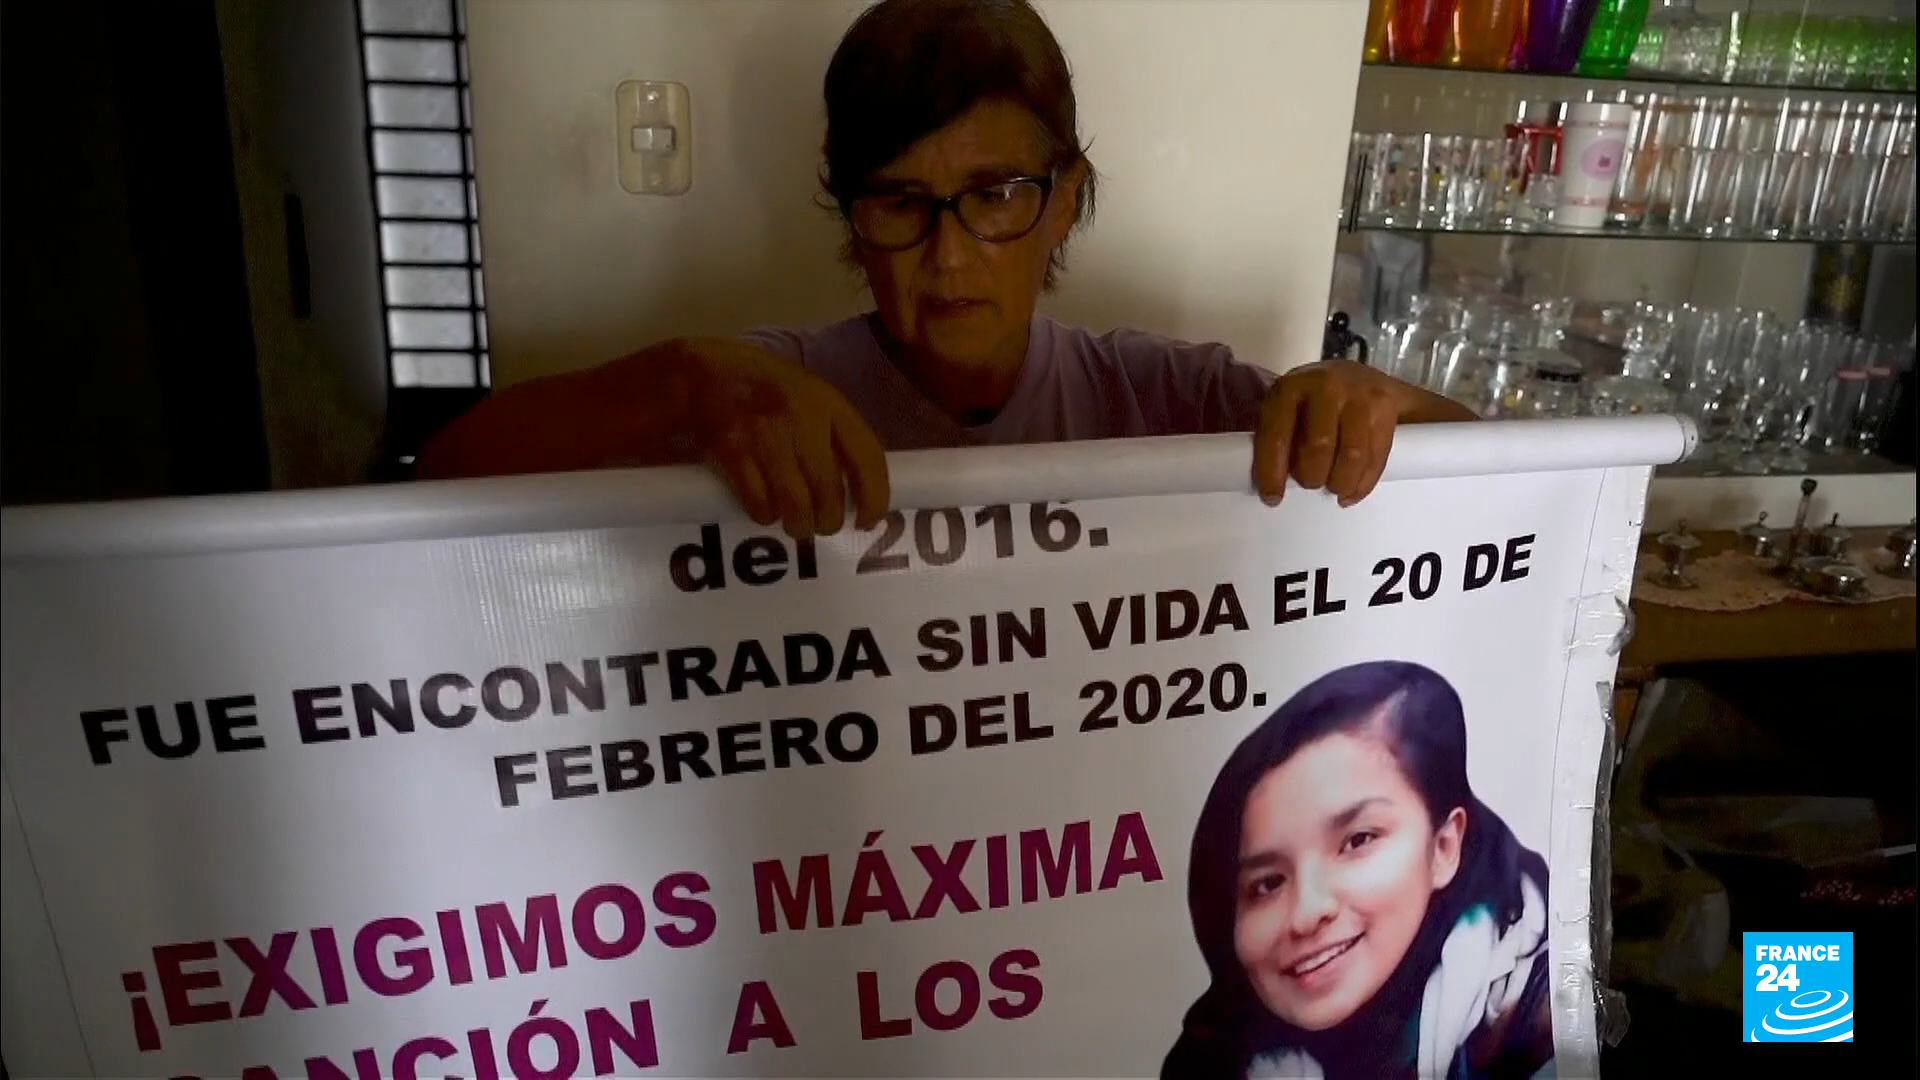 del 2016.
FUE ENCONTRADA SIN VIDA EL 20 DE
FEBRERO DEL 2020.
¡EXIGIMOS MÁXIMA
SANCIÓN A LOS
FRANCE
24